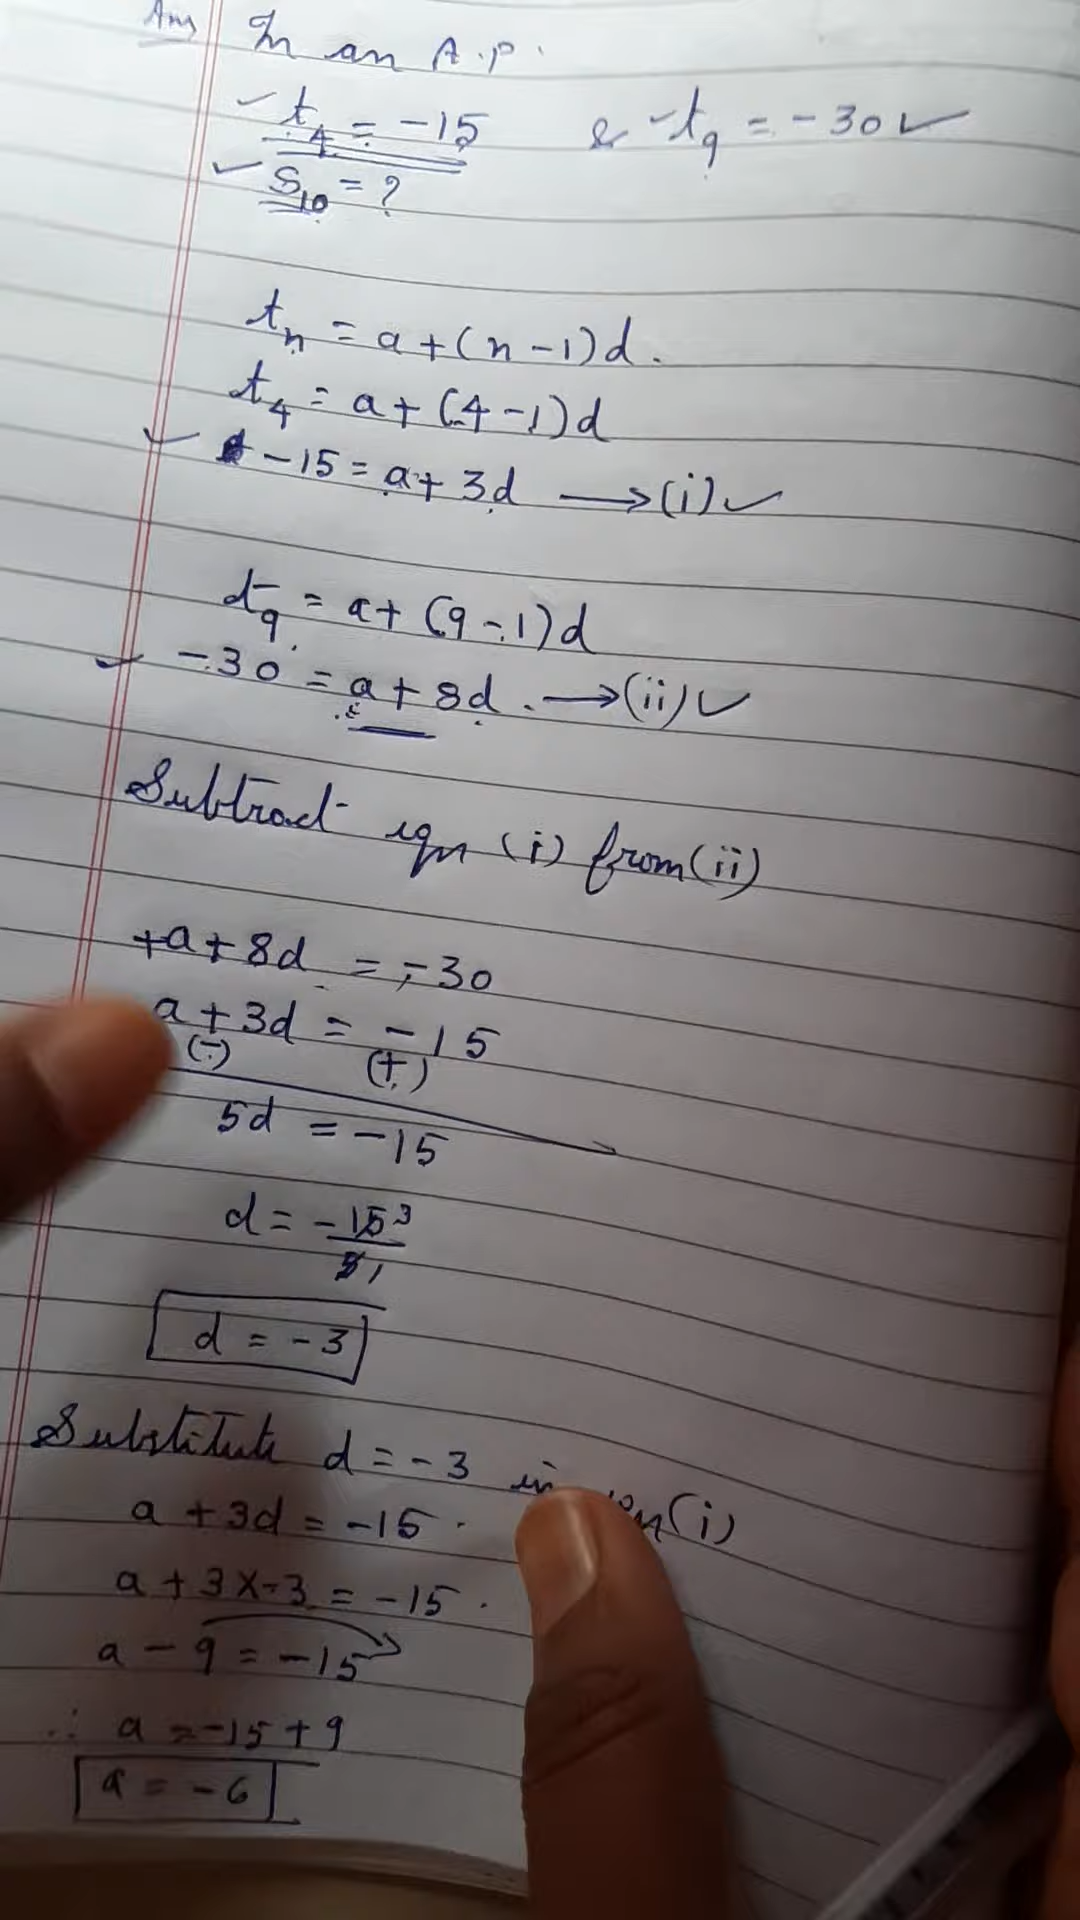 Ans In an A.P.
t4 = -15 & t9 = -30
S10 = ?
tn = a+(n-1)d.
t4 = a+(4-1)d
-15 = a+3d ⟶(i)
t9 = a+(9-1)d
-30 = a+8d. ⟶(ii)
Subtract eqn (i) from (ii)
+a+8d = -30
a+3d = -15
(-) (+)
5d = -15
d = -15 3
5 1
d = -3
Substitute d = -3 in (i)
a +3d = -15.
a +3x-3 = -15.
a - 9 = -15
∴ a = -15+9
a = -6